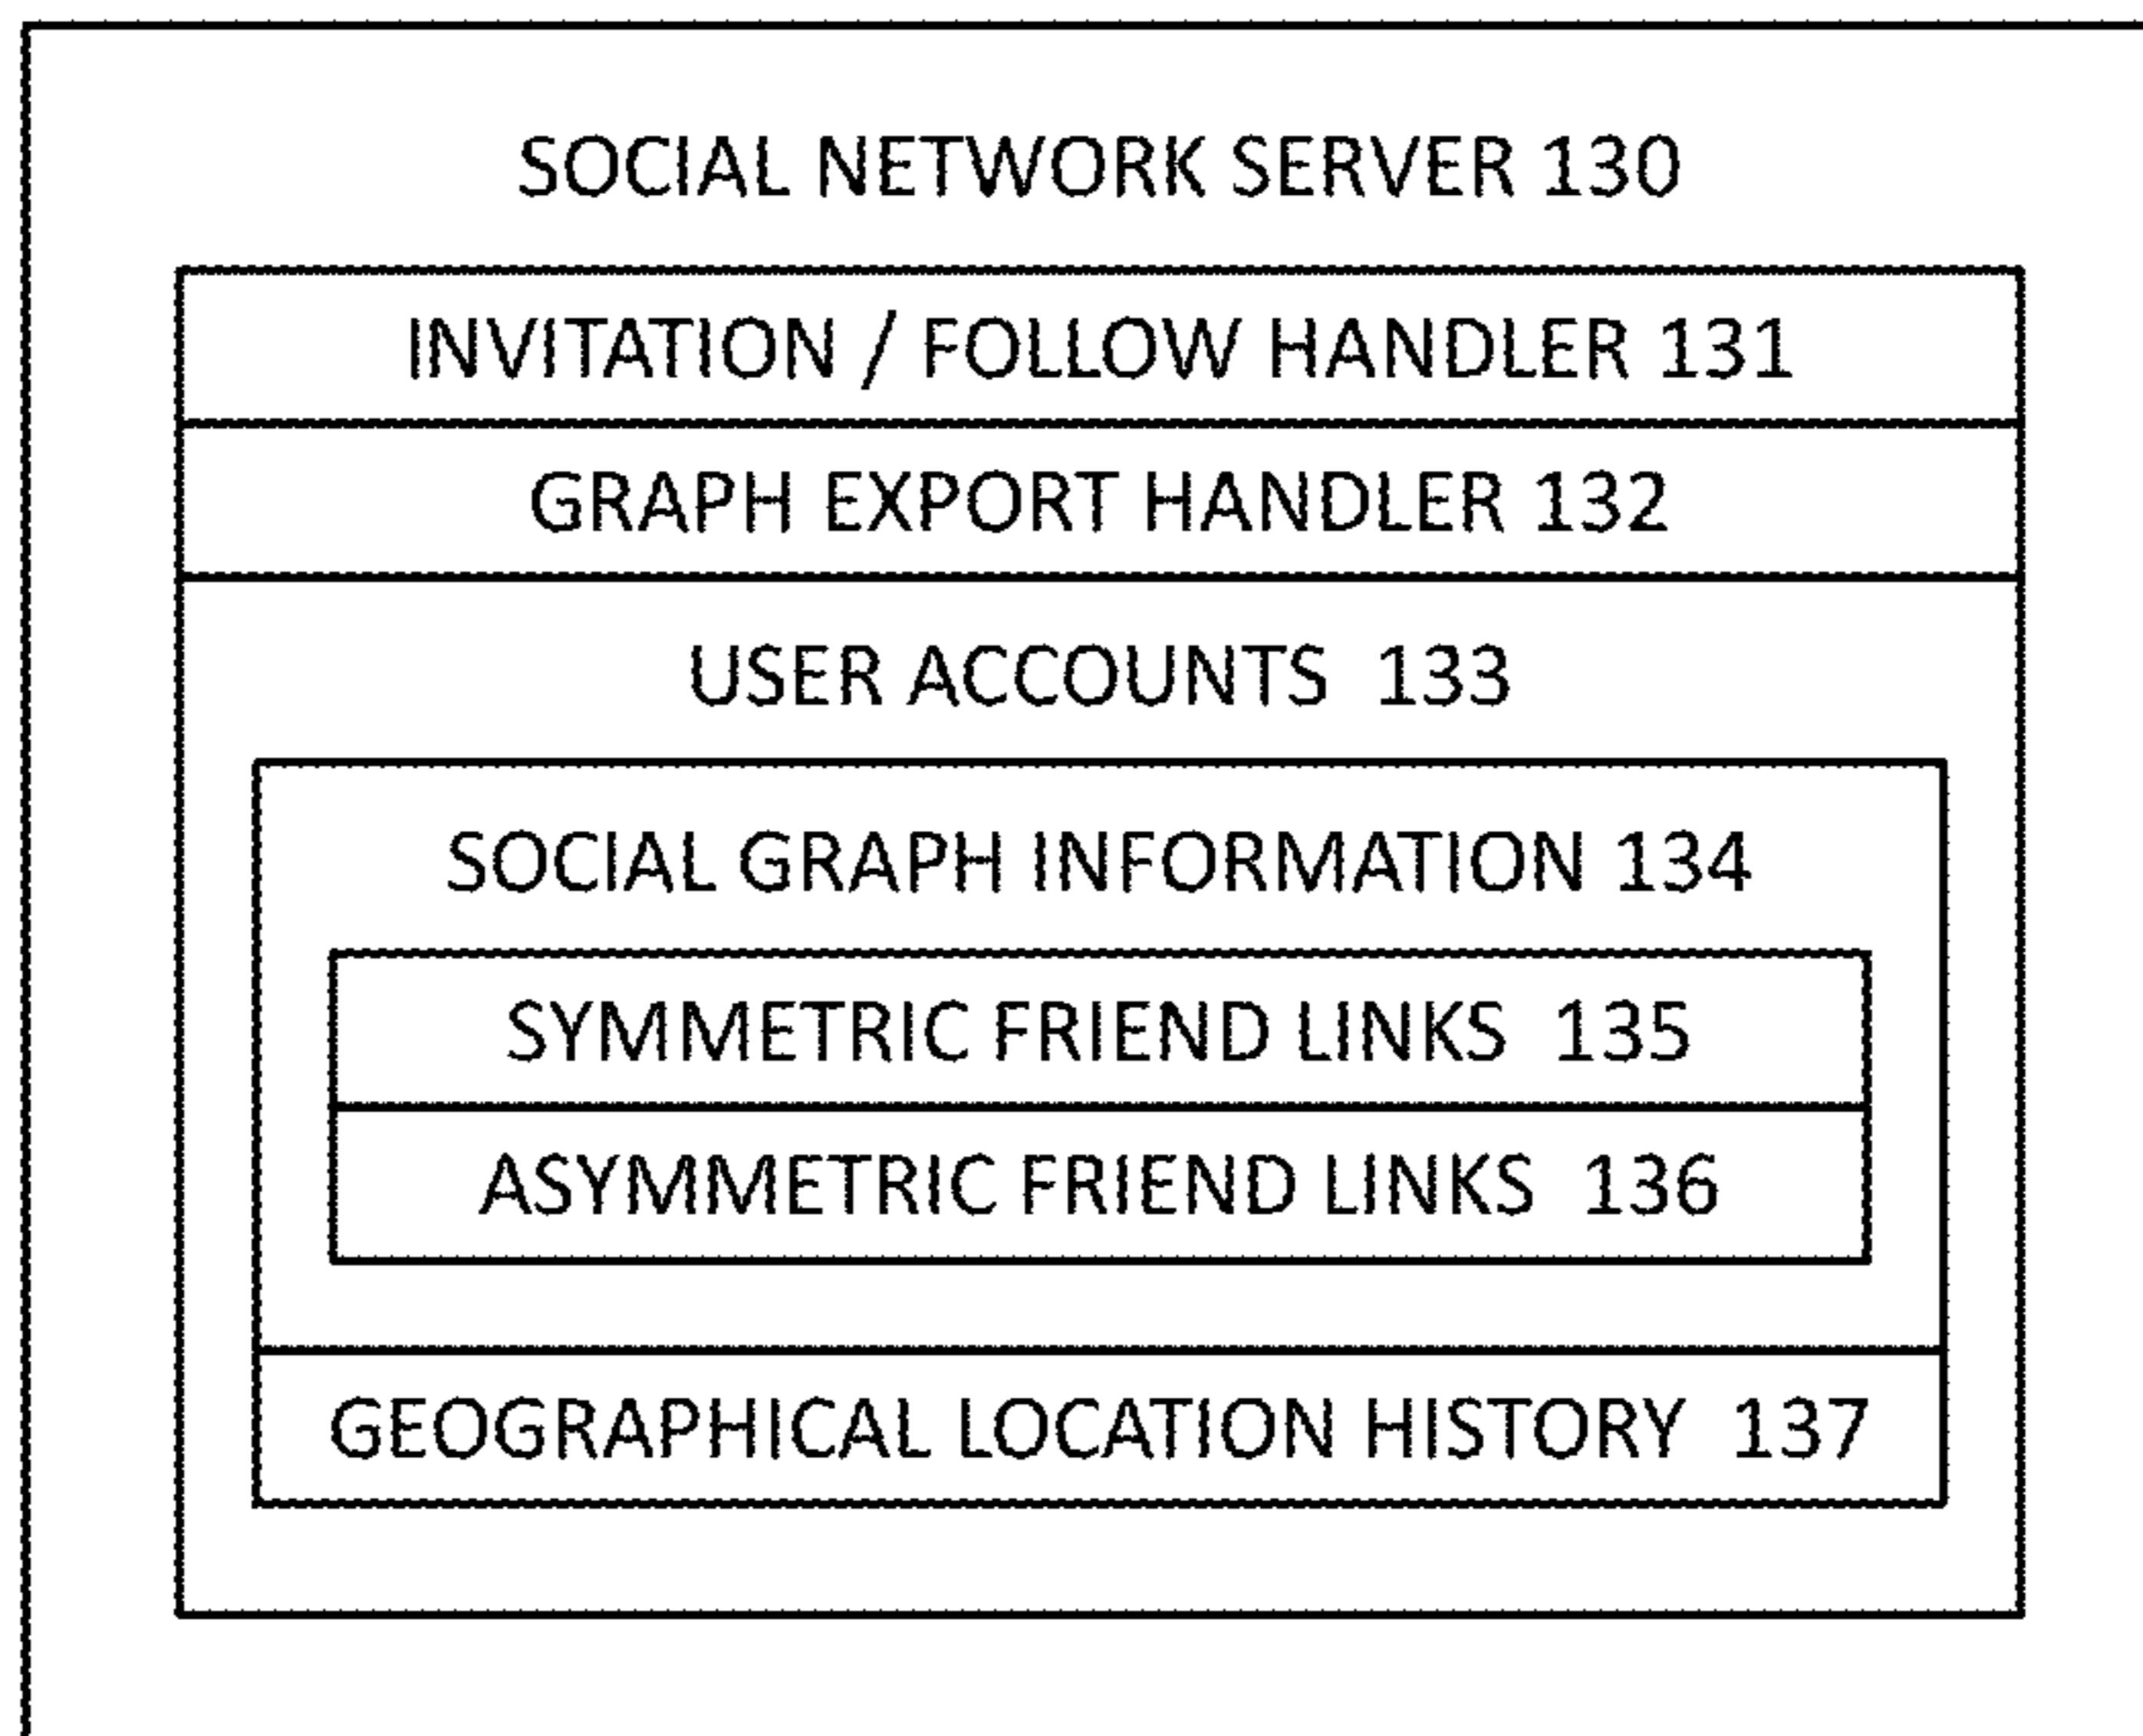 SOCIAL NETWORK SERVER 130
INVITATION / FOLLOW HANDLER 131
GRAPH EXPORT HANDLER 132
USER ACCOUNTS 133
SOCIAL GRAPH INFORMATION 134
SYMMETRIC FRIEND LINKS 135
ASYMMETRIC FRIEND LINKS 136
GEOGRAPHICAL LOCATION HISTORY 137